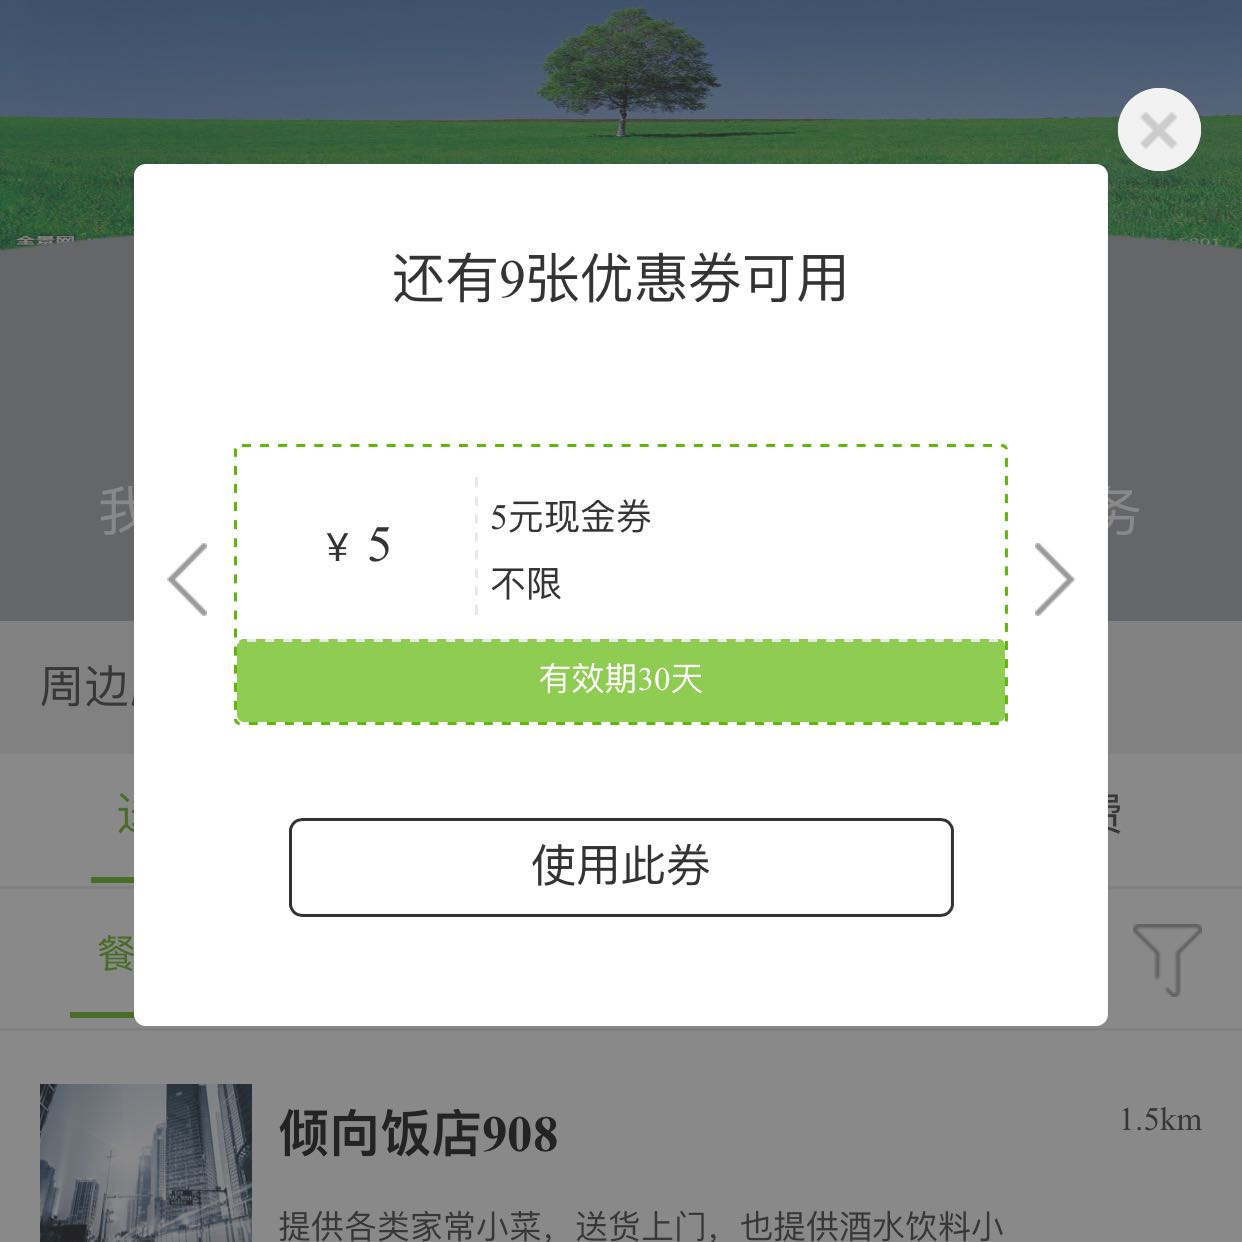 还有9张优惠券可用
我
务
¥ 5
5元现金券
不限
有效期30天
周边
费
使用此券
餐
倾向饭店908
1.5km
提供各类家常小菜，送货上门，也提供酒水饮料小